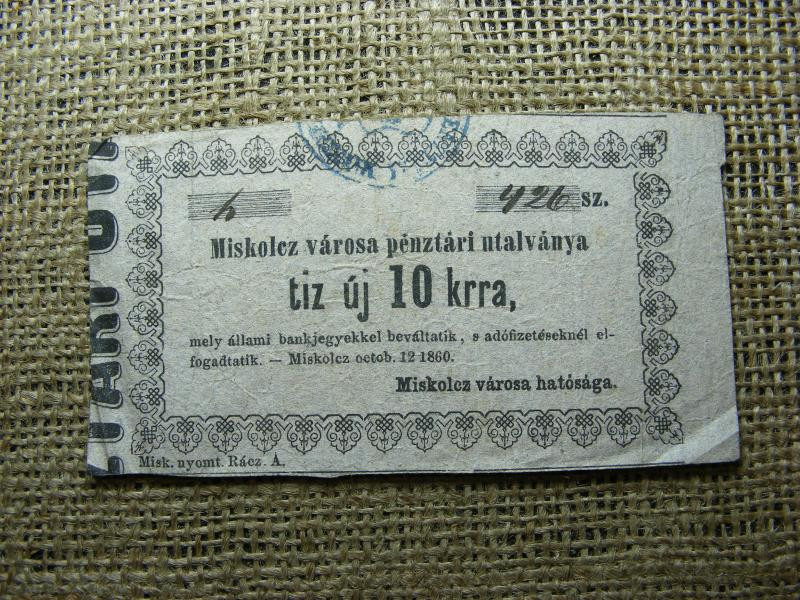 h 426 sz.
Miskolcz városa pénztári utalványa
tiz új 10 krra,
mely állami bankjegyekkel beváltatik, s adófizetéseknél el-
fogadtatik. — Miskolcz octob. 12 1860.
Miskolcz városa hatósága.
Misk. nyomt. Rácz A.